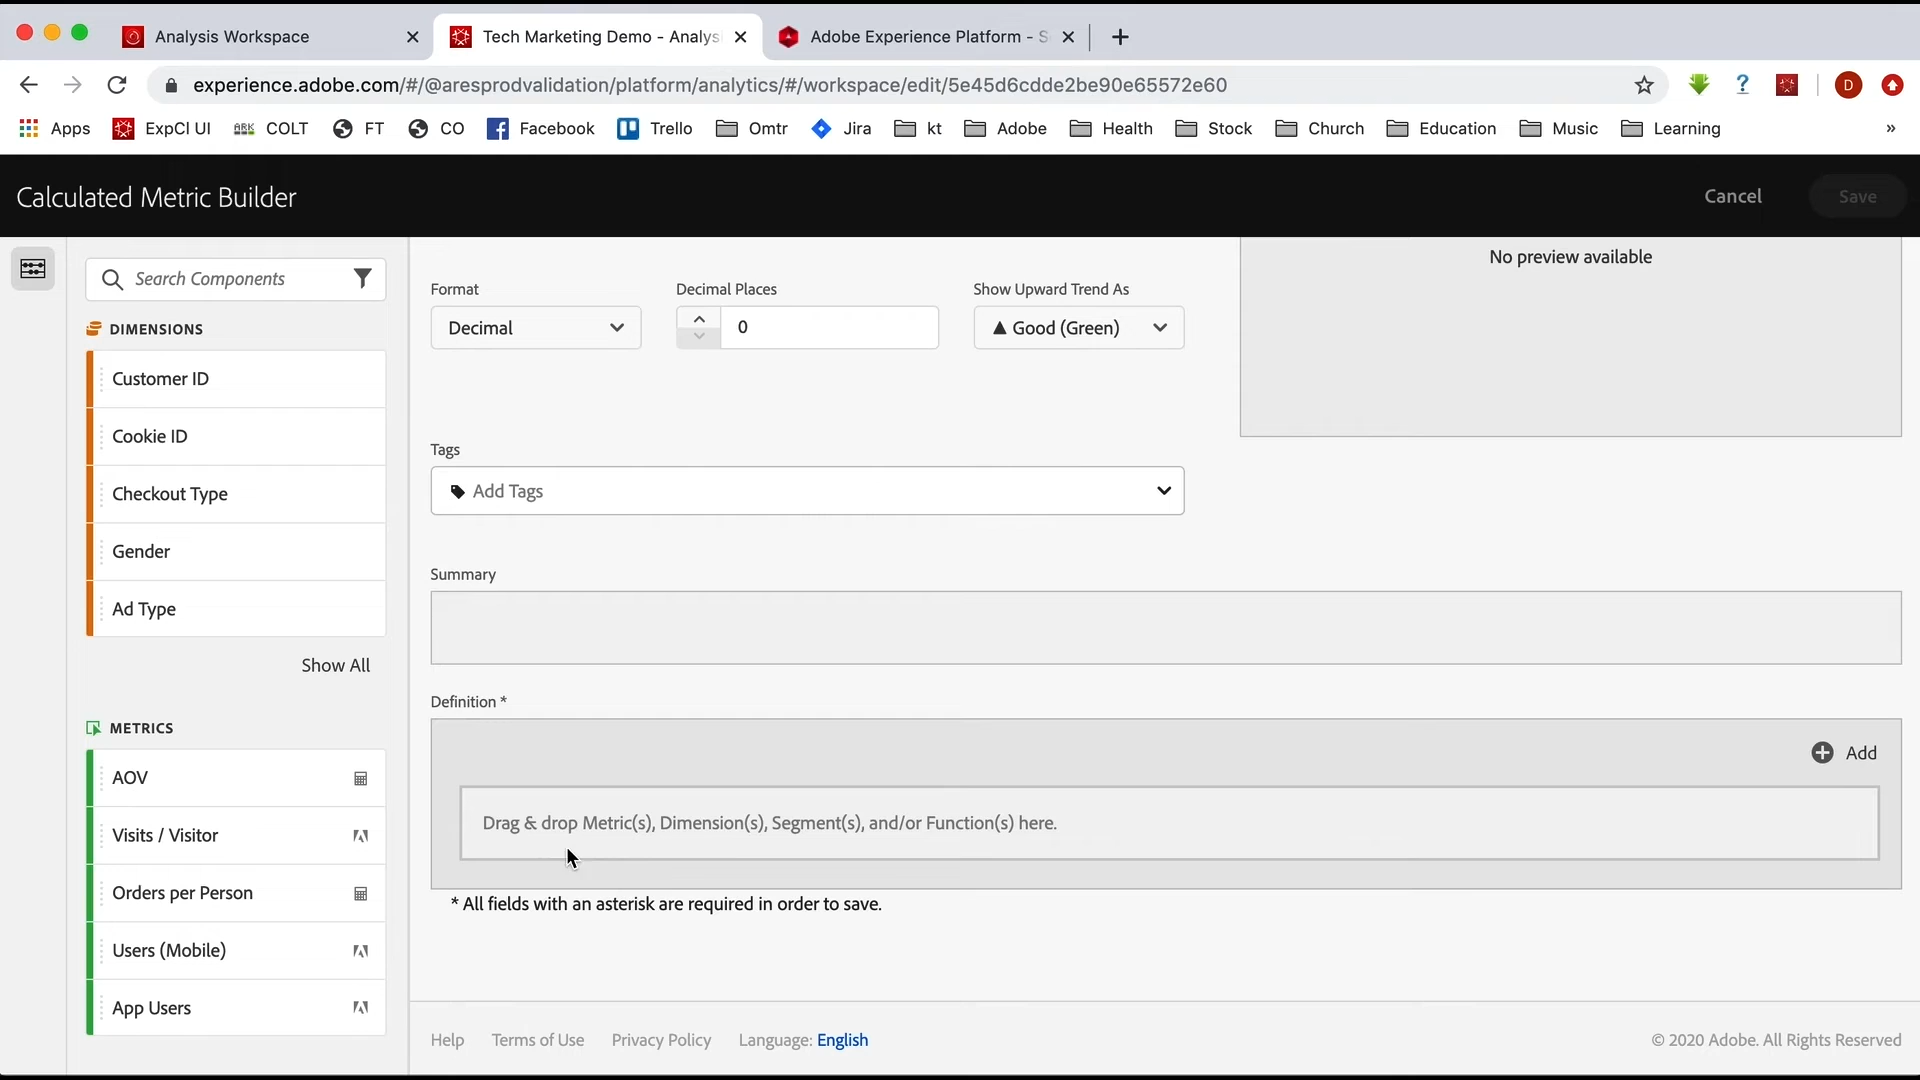 Analysis Workspace
Tech Marketing Demo - Analys
Adobe Experience Platform - S
experience.adobe.com/#/@aresprodvalidation/platform/analytics/#/workspace/edit/5e45d6cdde2be90e65572e60
D
Apps
ExpCl UI
ARK COLT
FT
CO
Facebook
Trello
Omtr
Jira
kt
Adobe
Health
Stock
Church
Education
Music
Learning
»
Calculated Metric Builder
Cancel
Save
Search Components
DIMENSIONS
Customer ID
Cookie ID
Checkout Type
Gender
Ad Type
Show All
METRICS
AOV
Visits / Visitor
Orders per Person
Users (Mobile)
App Users
Format
Decimal Places
Show Upward Trend As
Decimal
0
▲ Good (Green)
No preview available
Tags
Add Tags
Summary
Definition *
Add
Drag & drop Metric(s), Dimension(s), Segment(s), and/or Function(s) here.
* All fields with an asterisk are required in order to save.
Help
Terms of Use
Privacy Policy
Language: English
© 2020 Adobe. All Rights Reserved